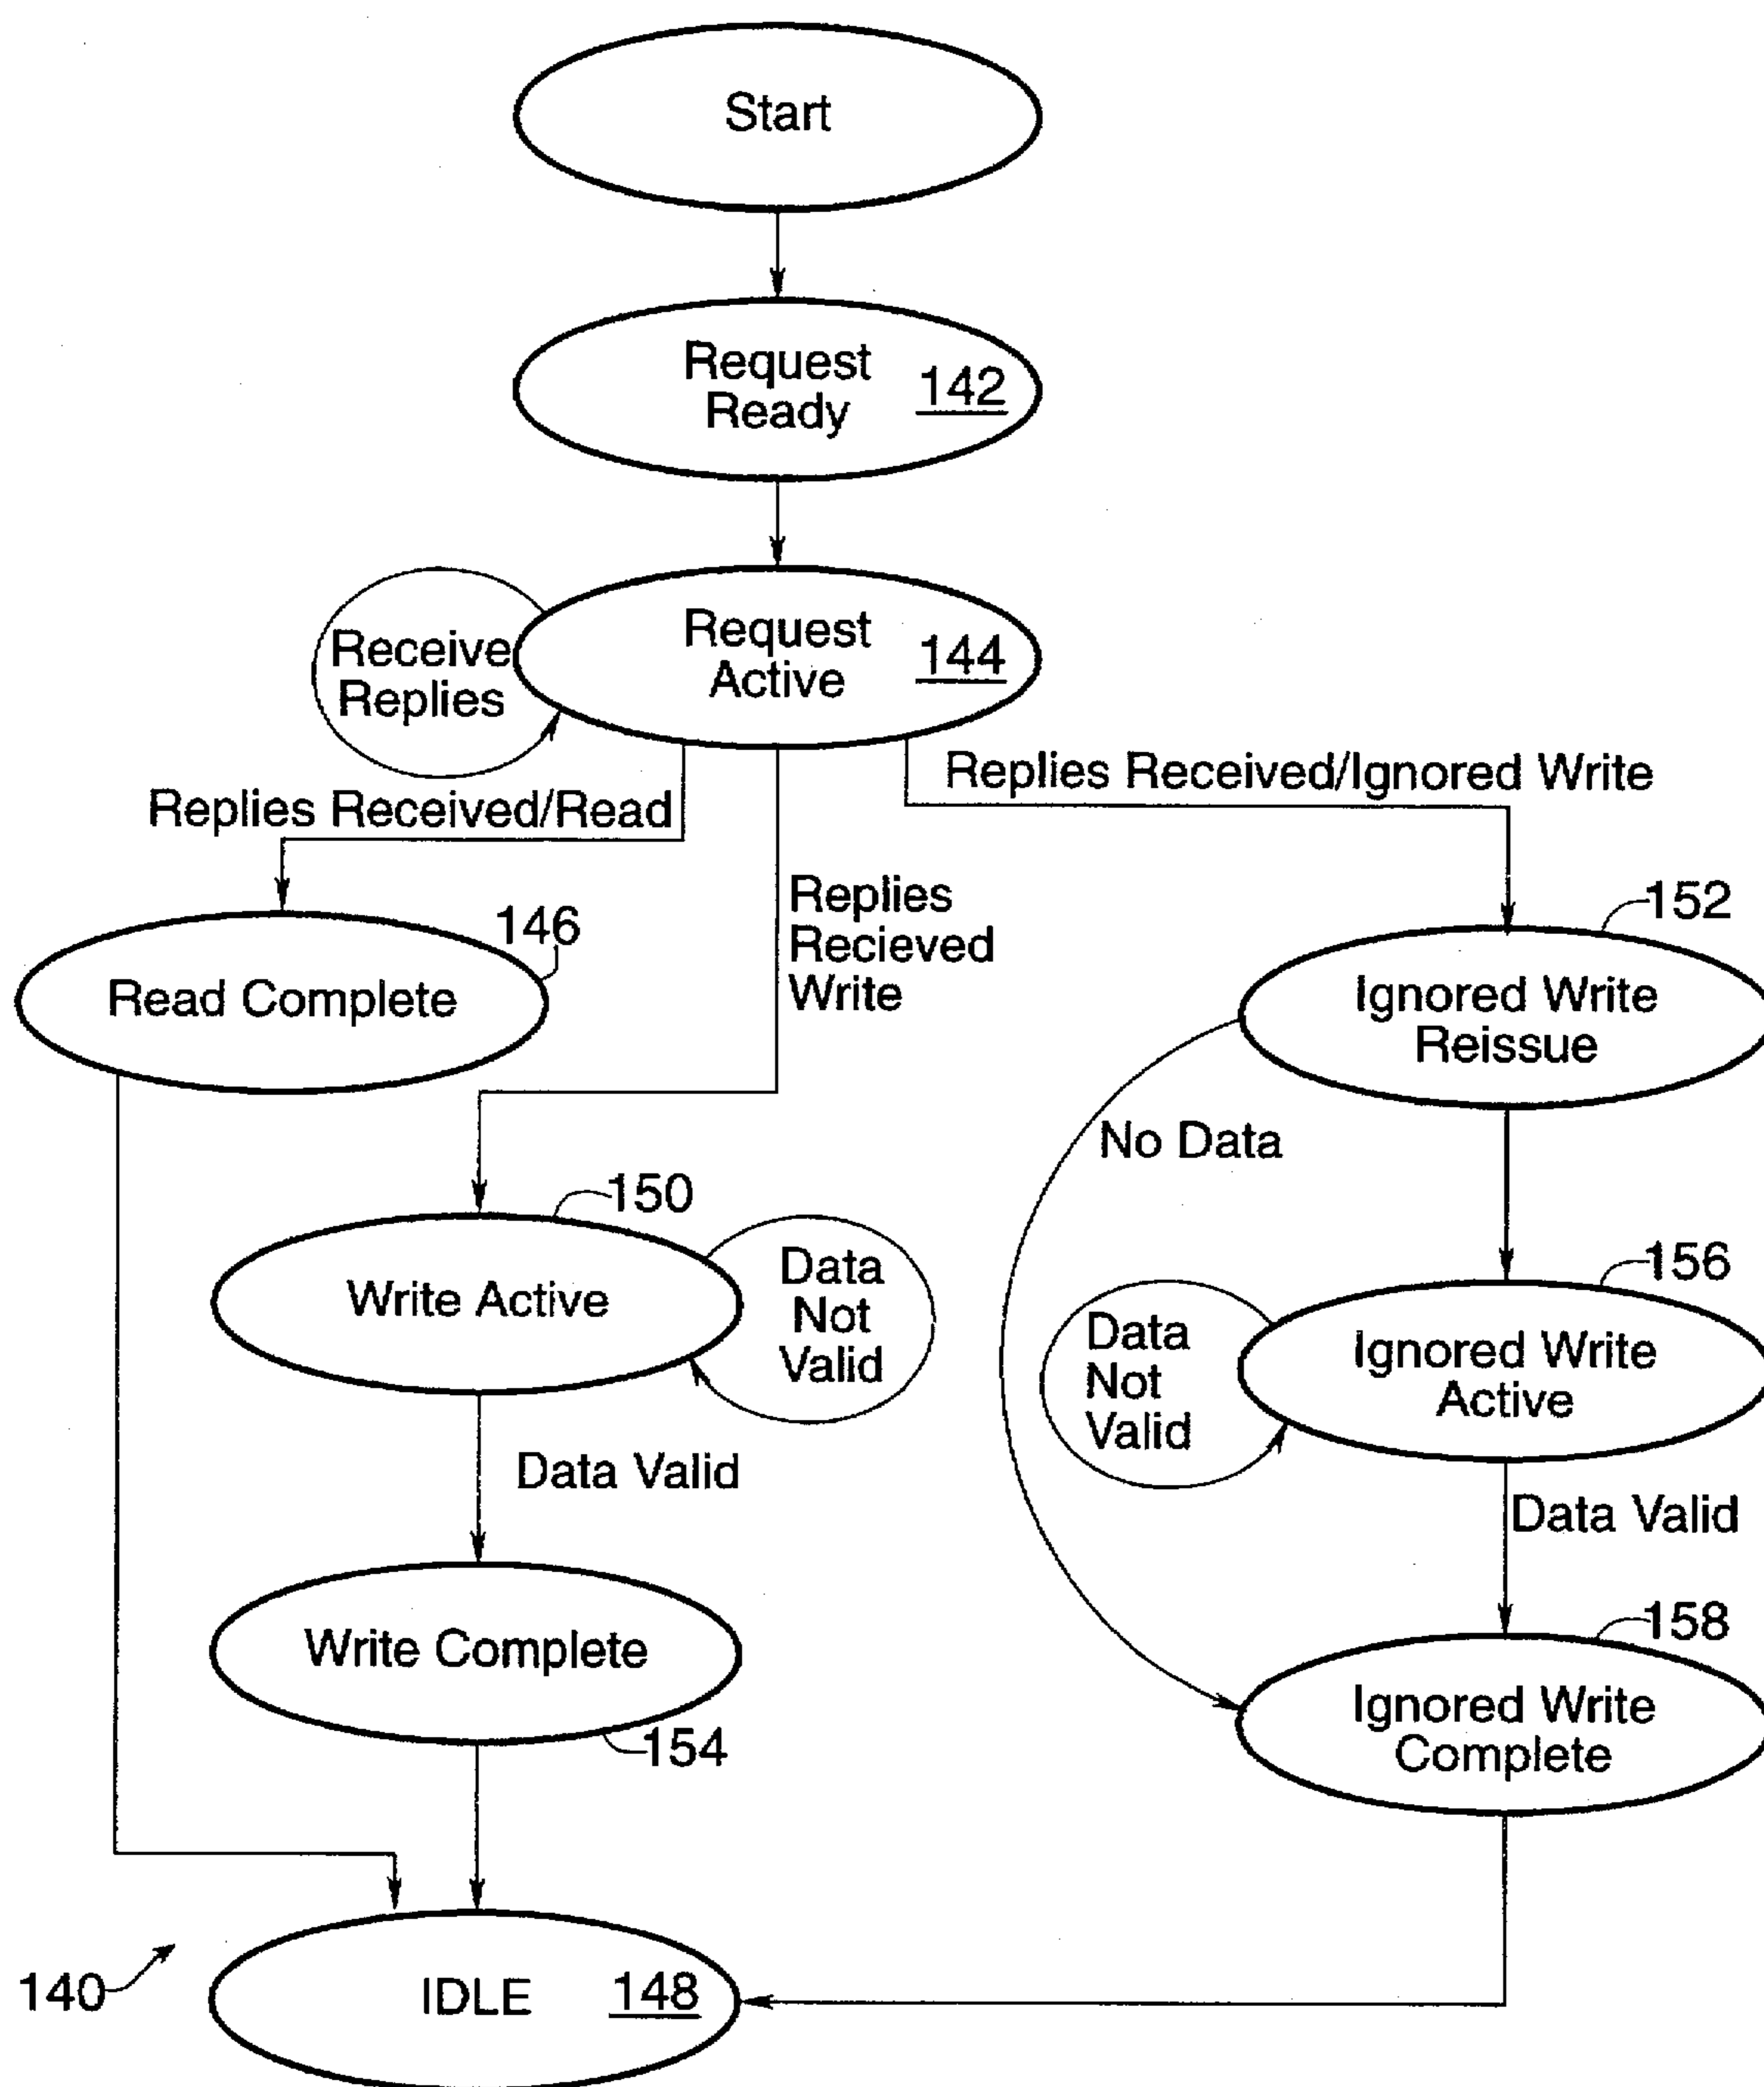 Start
Request
Ready
142
Request
Active
144
Receive
Replies
Replies Received/Read
Replies Received/Ignored Write
Replies
Recieved
Write
146
Read Complete
152
Ignored Write
Reissue
No Data
150
Write Active
Data
Not
Valid
156
Ignored Write
Active
Data
Not
Valid
Data Valid
Data Valid
Write Complete
154
158
Ignored Write
Complete
140
IDLE
148